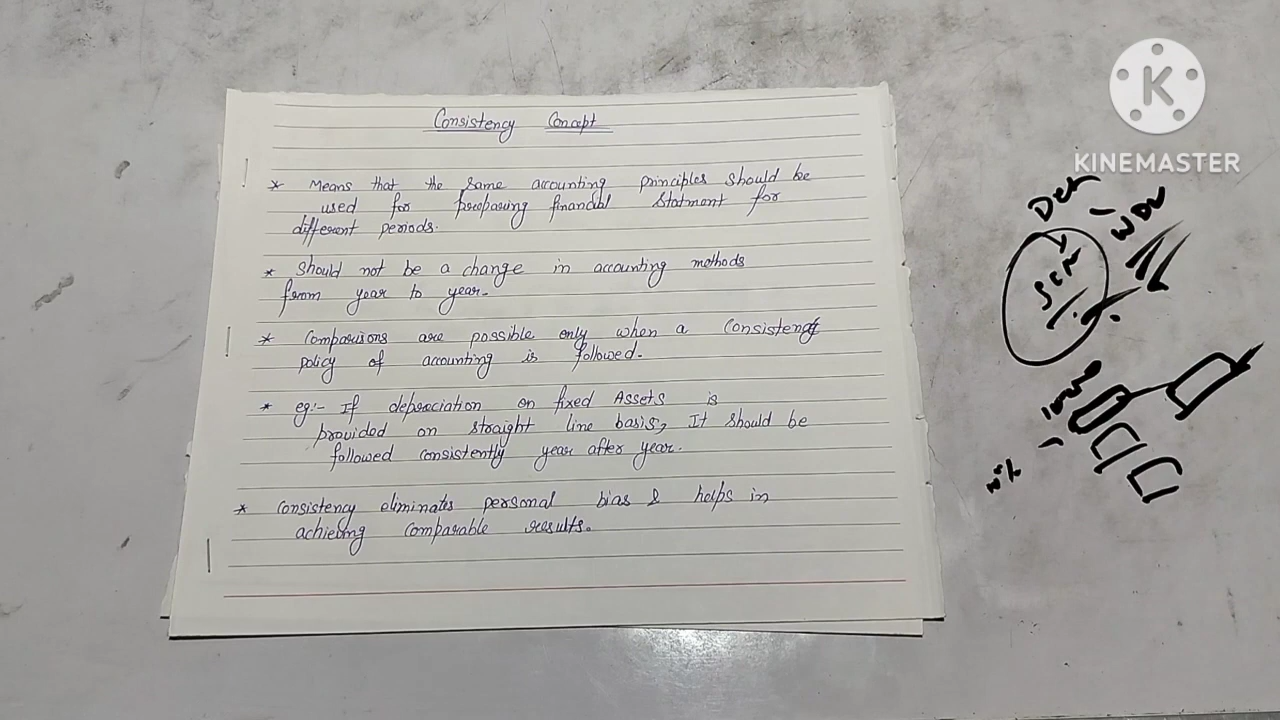 Consistency Concept
* Means that the same accounting principles should be
used for preparing financial Statment for
different periods.
* Should not be a change in accounting methods
from year to year.
* Comparisions are possible only when a Consistent
policy of accounting is followed.
* eg:- If depreciation on fixed Assets is
provided on straight line basis, It should be
followed consistently year after year.
* Consistency eliminates personal bias & helps in
achieving comparable results.
KINEMASTER
WDV
10%